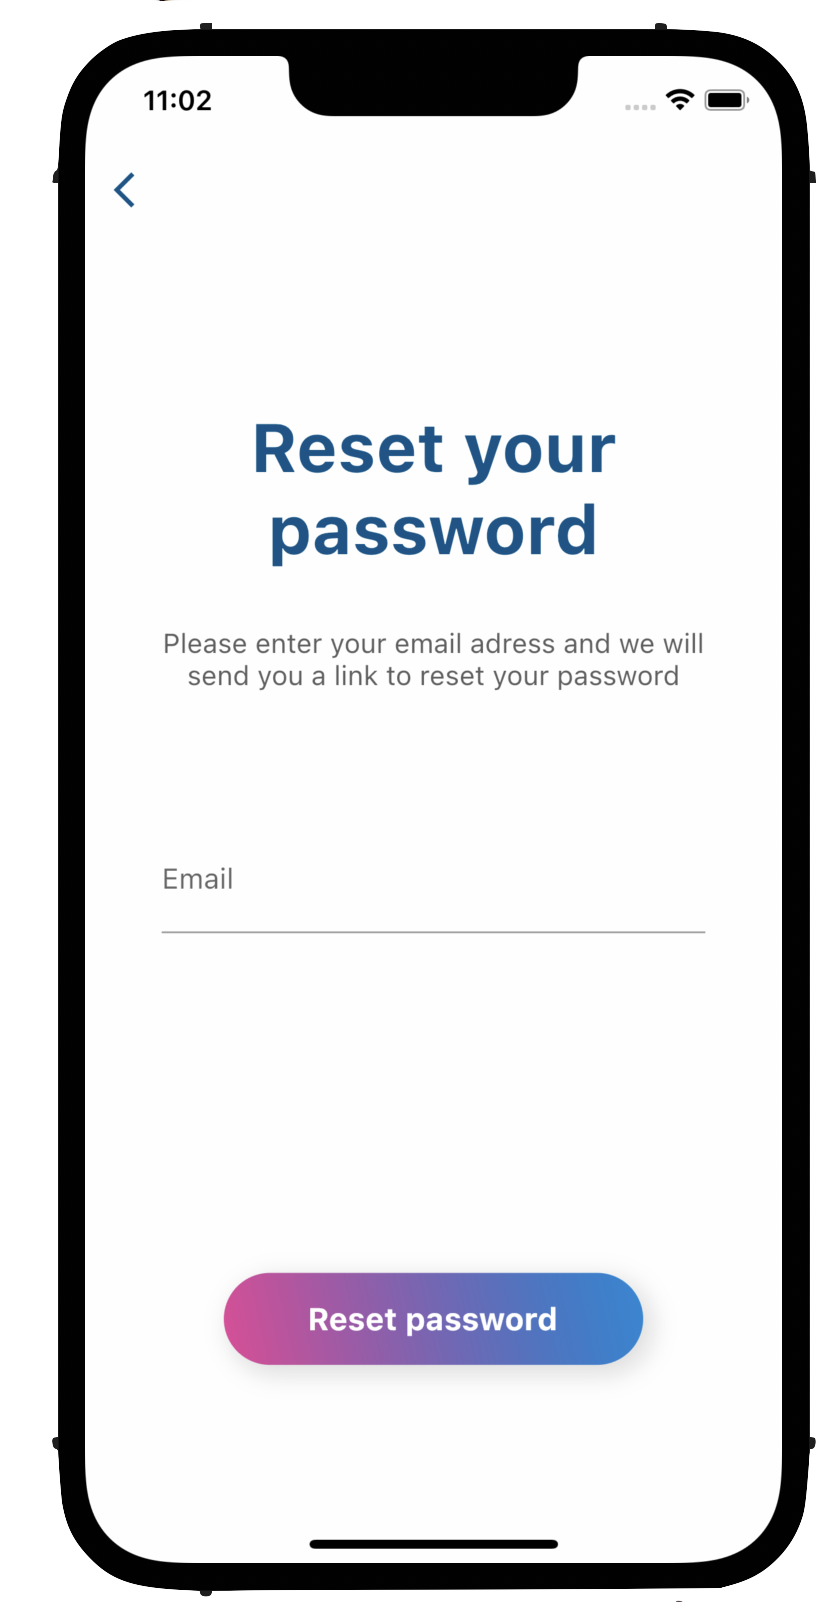 11:02
Reset your
password
Please enter your email adress and we will
send you a link to reset your password
Email
Reset password